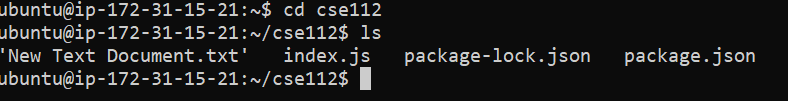 ubuntu@ip-172-31-15-21:~$ cd cse112
ubuntu@ip-172-31-15-21:~/cse112$ ls
'New Text Document.txt'   index.js   package-lock.json   package.json
ubuntu@ip-172-31-15-21:~/cse112$